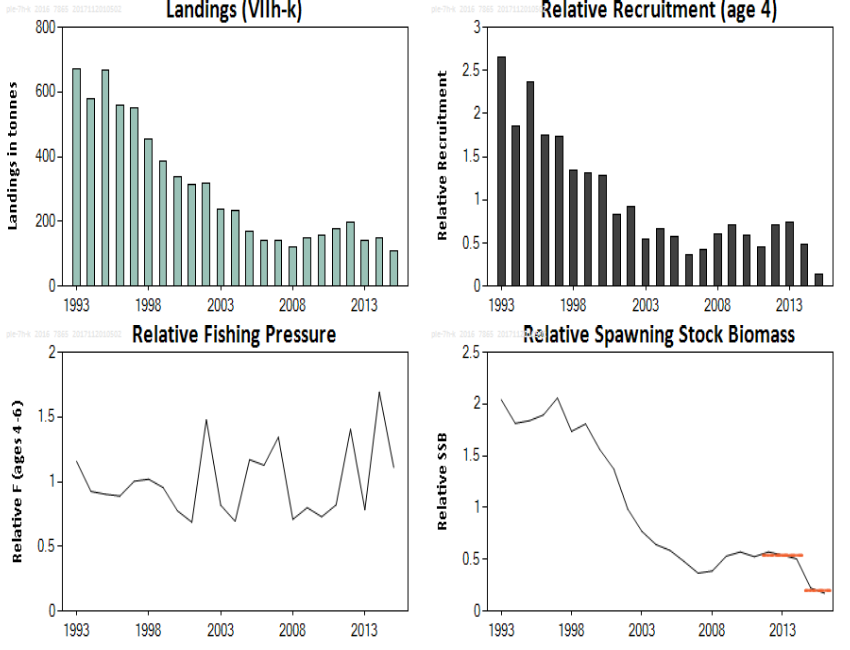 Landings (VIIh-k)
Landings in tonnes
800
600
400
200
0
1993 1998 2003 2008 2013
Relative Recruitment (age 4)
Relative Recruitment
3
2.5
2
1.5
1
0.5
0
1993 1998 2003 2008 2013
Relative Fishing Pressure
Relative F (ages 4-6)
2
1.5
1
0.5
0
1993 1998 2003 2008 2013
Relative Spawning Stock Biomass
Relative SSB
2.5
2
1.5
1
0.5
0
1993 1998 2003 2008 2013